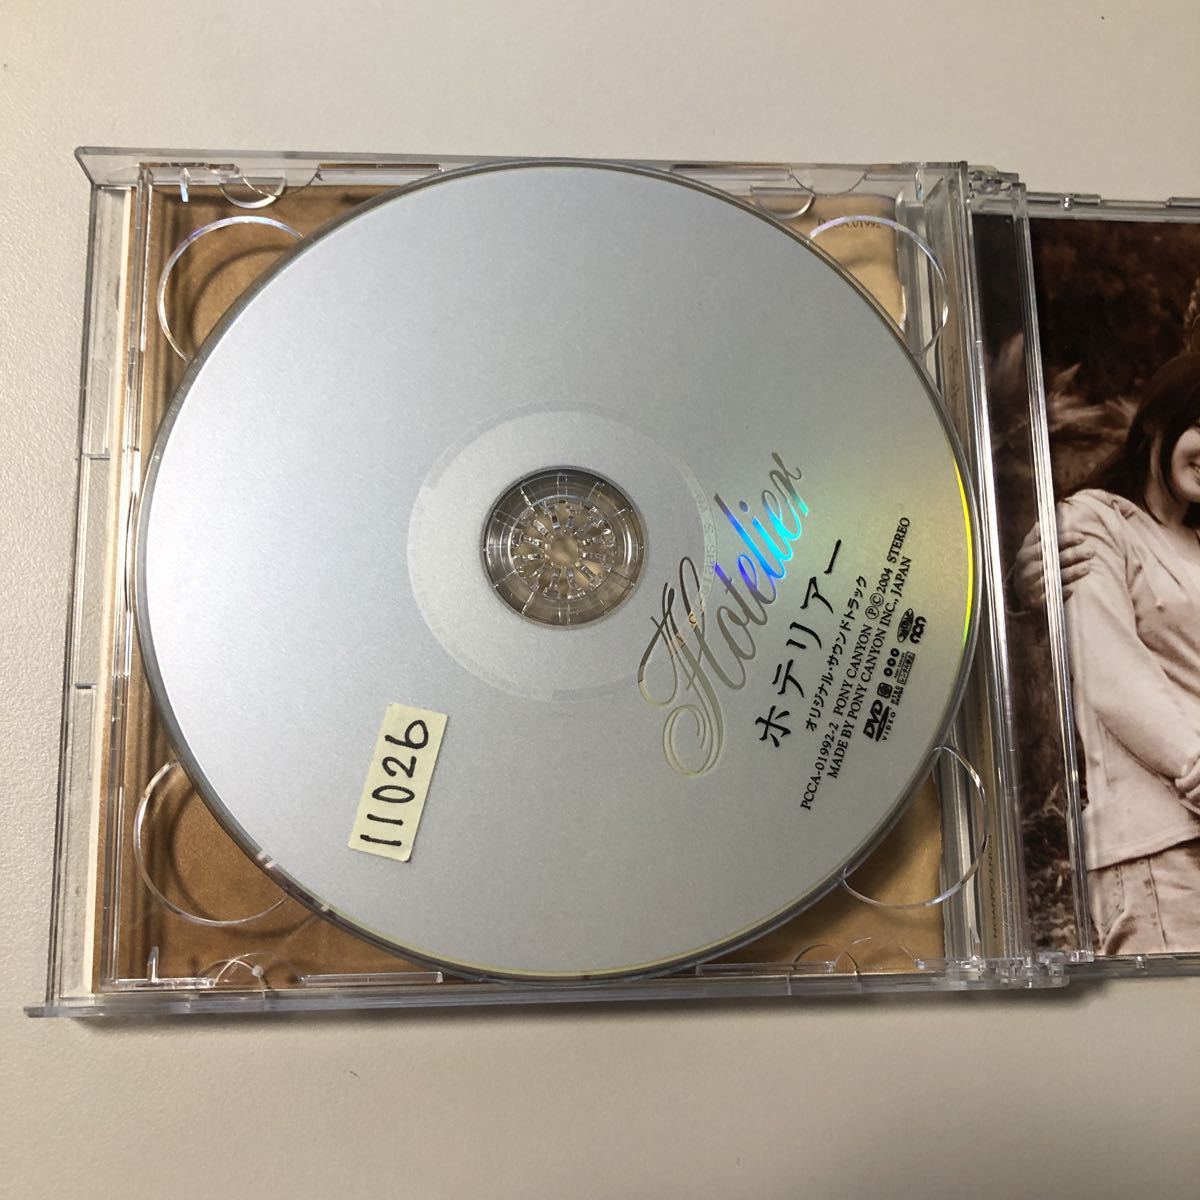 Hotelier
ホテリアー
オリジナル・サウンドトラック
PCCA-01992-2 PONY CANYON ℗©2004 STEREO
MADE BY PONY CANYON INC., JAPAN
DVD
VIDEO
11026